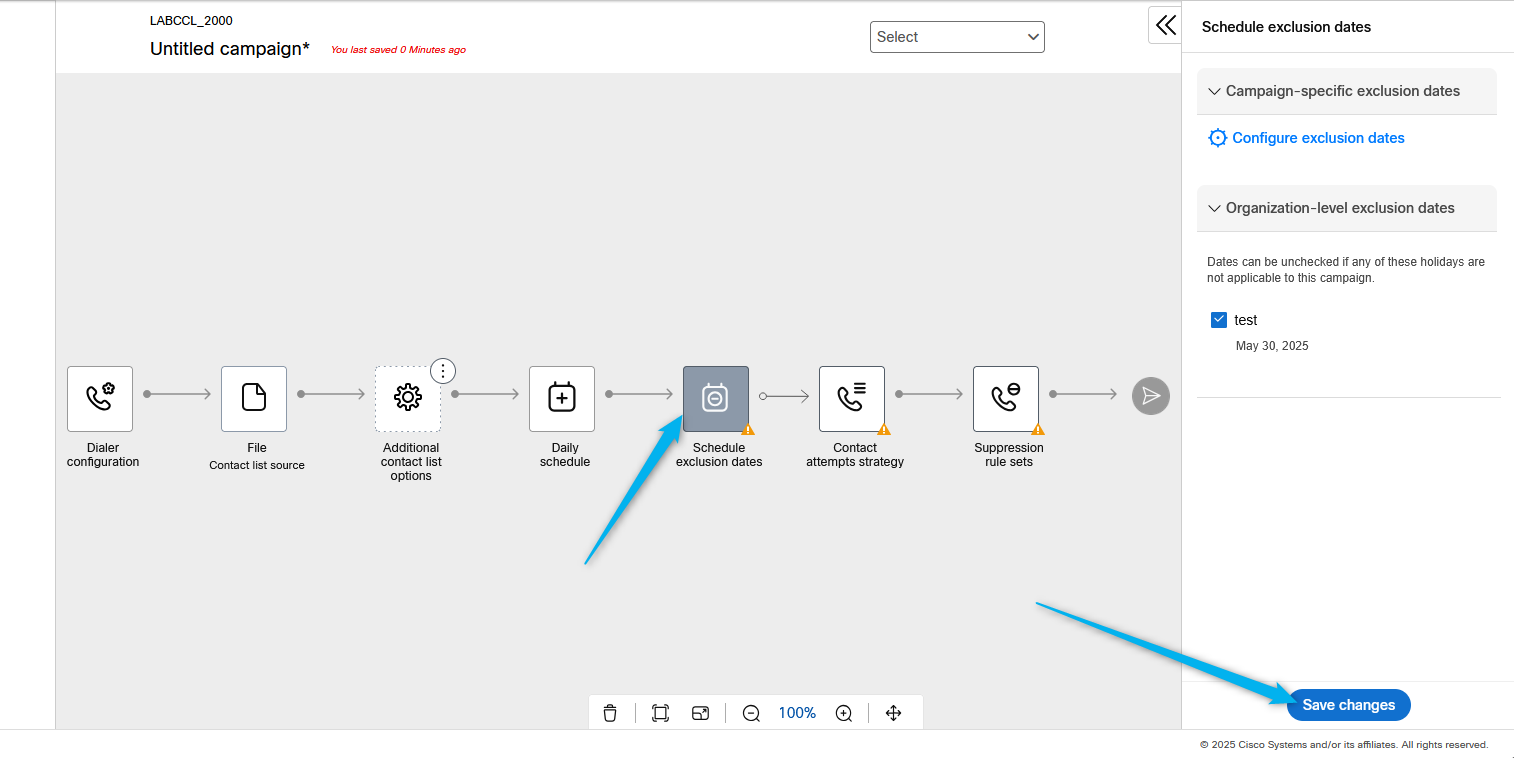 LABCCL_2000
Untitled campaign*
You last saved 0 Minutes ago
Select
Schedule exclusion dates
Campaign-specific exclusion dates
Configure exclusion dates
Organization-level exclusion dates
Dates can be unchecked if any of these holidays are
not applicable to this campaign.
test
May 30, 2025
Dialer
configuration
File
Contact list source
Additional
contact list
options
Daily
schedule
Schedule
exclusion dates
Contact
attempts strategy
Suppression
rule sets
100%
Save changes
© 2025 Cisco Systems and/or its affiliates. All rights reserved.